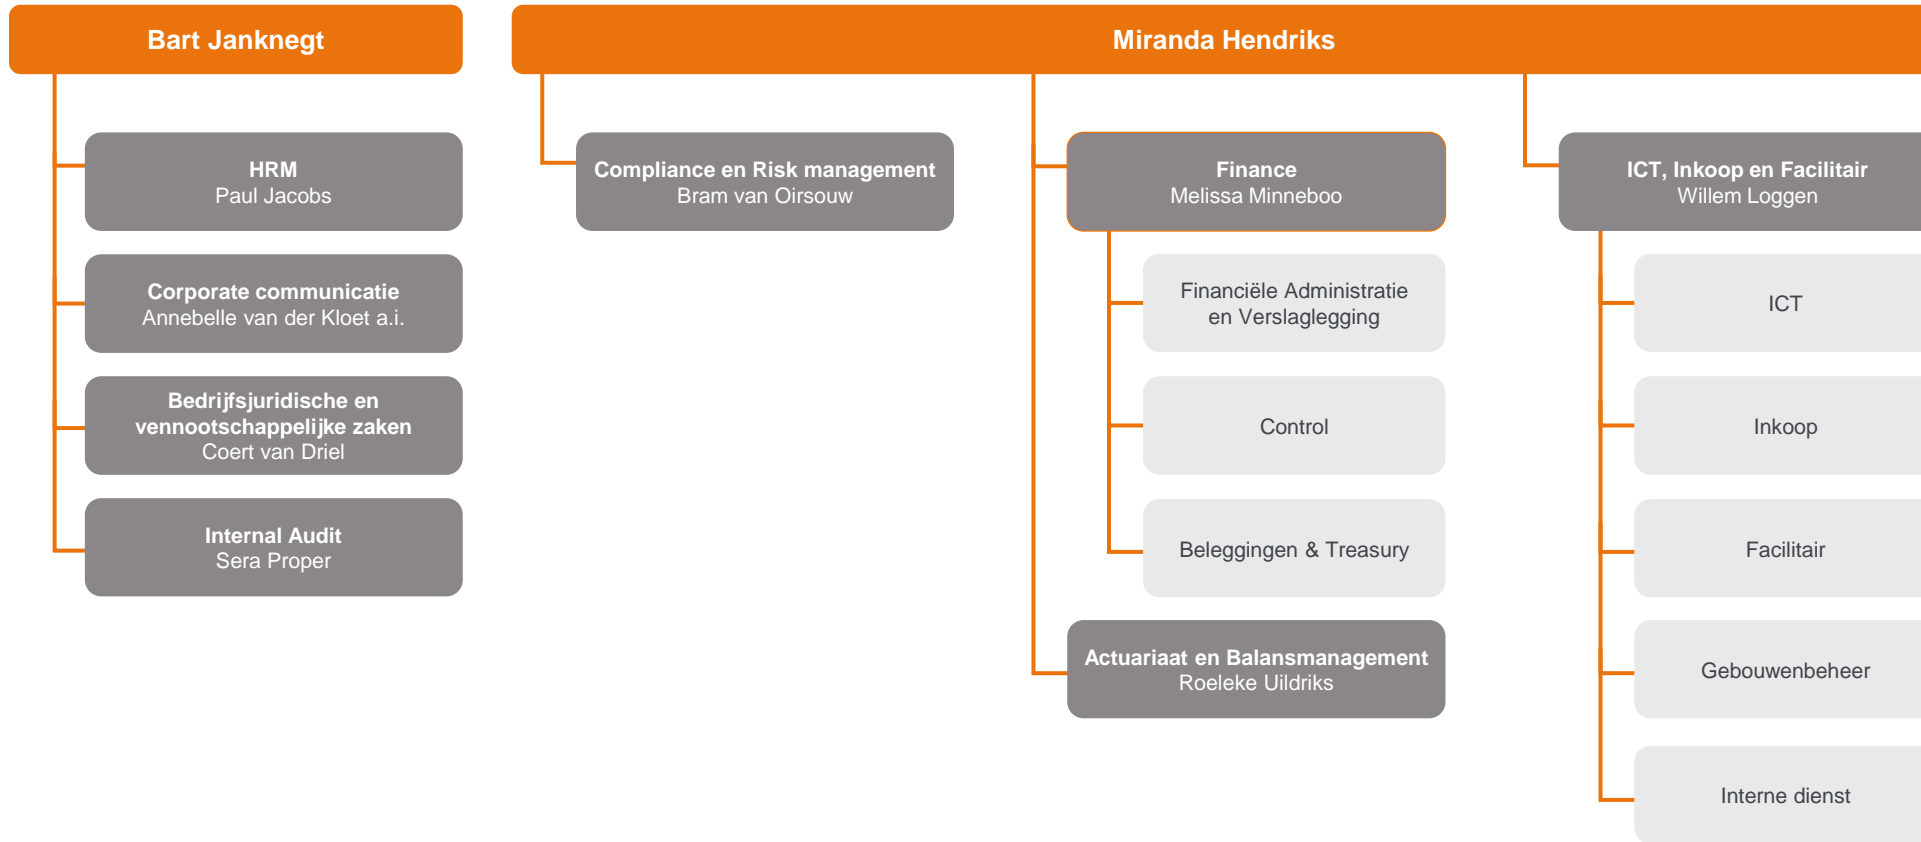 Bart Janknegt
HRM
Paul Jacobs
Corporate communicatie
Annebelle van der Kloet a.i.
Bedrijfsjuridische en
vennootschappelijke zaken
Coert van Driel
Internal Audit
Sera Proper
Miranda Hendriks
Compliance en Risk management
Bram van Oirsouw
Finance
Melissa Minneboo
Financiële Administratie
en Verslaglegging
Control
Beleggingen & Treasury
Actuariaat en Balansmanagement
Roeleke Uildriks
ICT, Inkoop en Facilitair
Willem Loggen
ICT
Inkoop
Facilitair
Gebouwenbeheer
Interne dienst